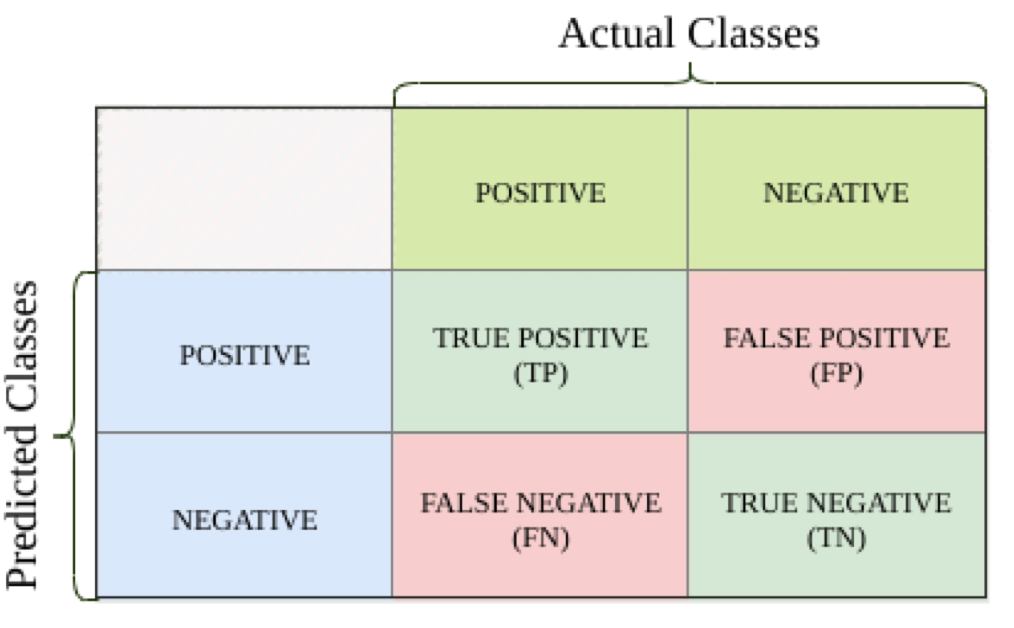 Actual Classes
POSITIVE
NEGATIVE
Predicted Classes
POSITIVE
TRUE POSITIVE
(TP)
FALSE POSITIVE
(FP)
NEGATIVE
FALSE NEGATIVE
(FN)
TRUE NEGATIVE
(TN)